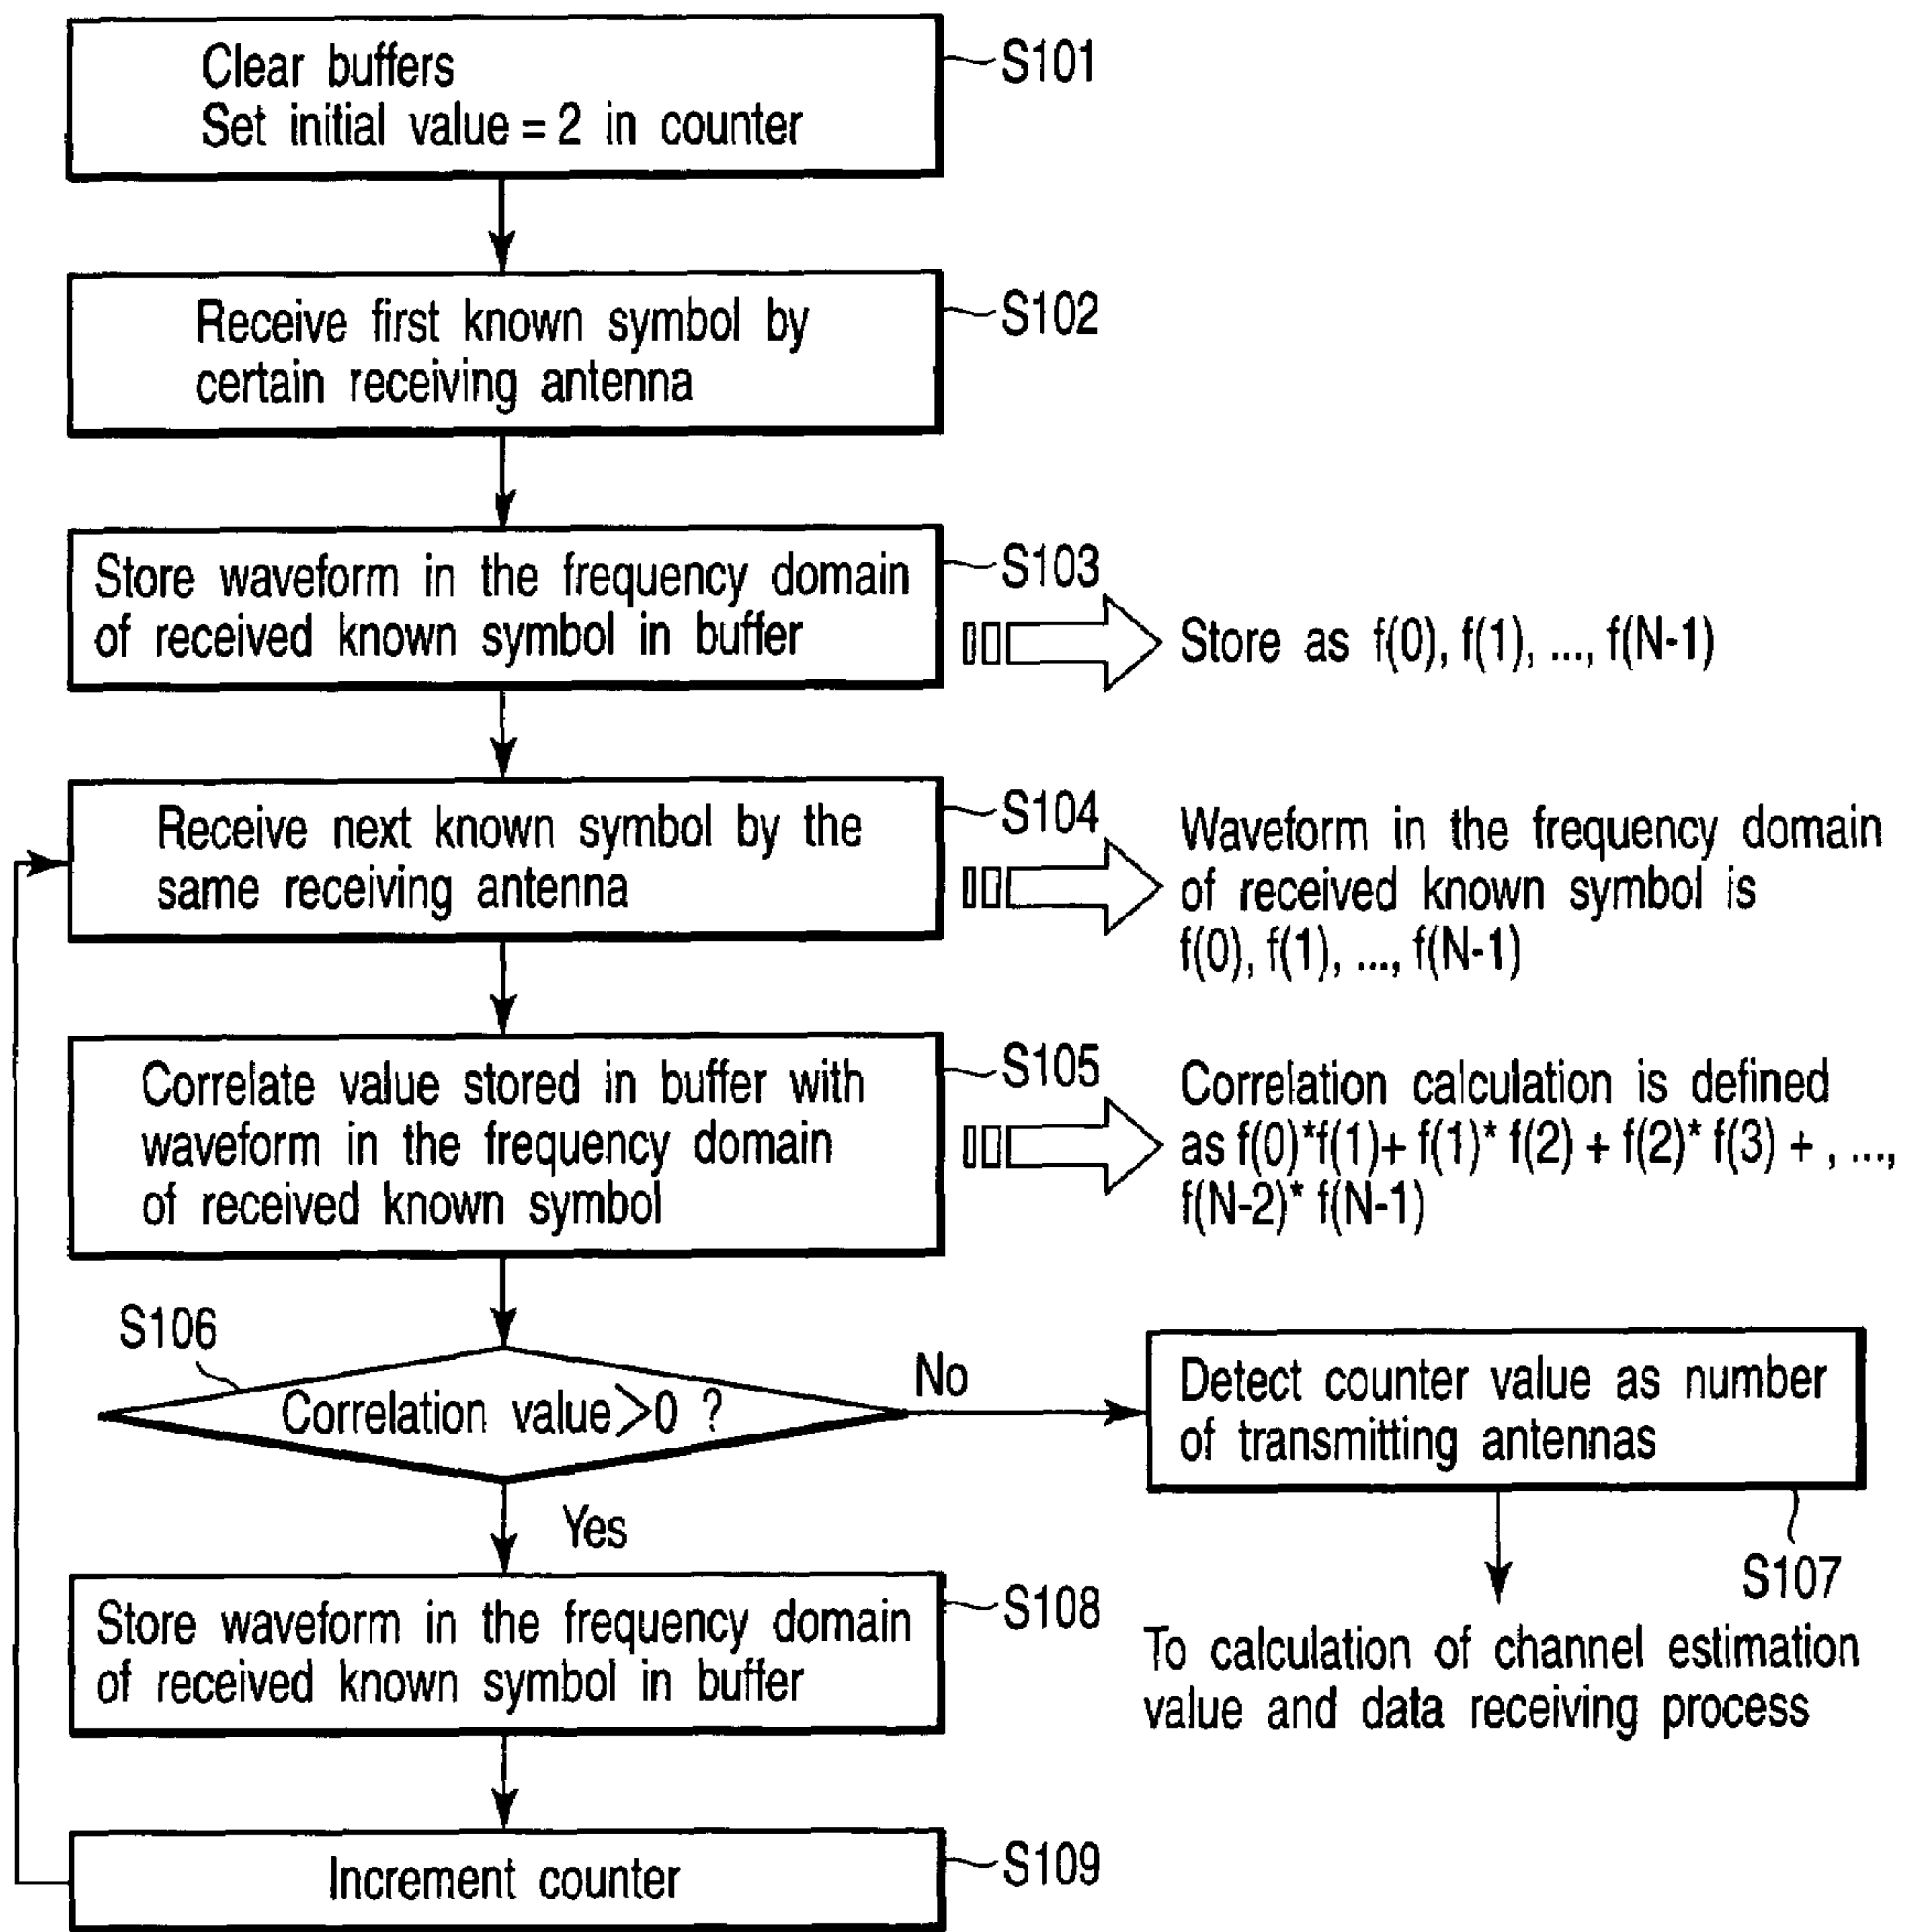 Clear buffers
Set initial value = 2 in counter
S101
Receive first known symbol by
certain receiving antenna
S102
Store waveform in the frequency domain
of received known symbol in buffer
S103
Store as f(0), f(1), ..., f(N-1)
Receive next known symbol by the
same receiving antenna
S104
Waveform in the frequency domain
of received known symbol is
f(0), f(1), ..., f(N-1)
Correlate value stored in buffer with
waveform in the frequency domain
of received known symbol
S105
Correlation calculation is defined
as f(0)*f(1)+ f(1)* f(2) + f(2)* f(3) + , ...,
f(N-2)* f(N-1)
S106
Correlation value>0 ?
No
Detect counter value as number
of transmitting antennas
S107
To calculation of channel estimation
value and data receiving process
Yes
Store waveform in the frequency domain
of received known symbol in buffer
S108
Increment counter
S109